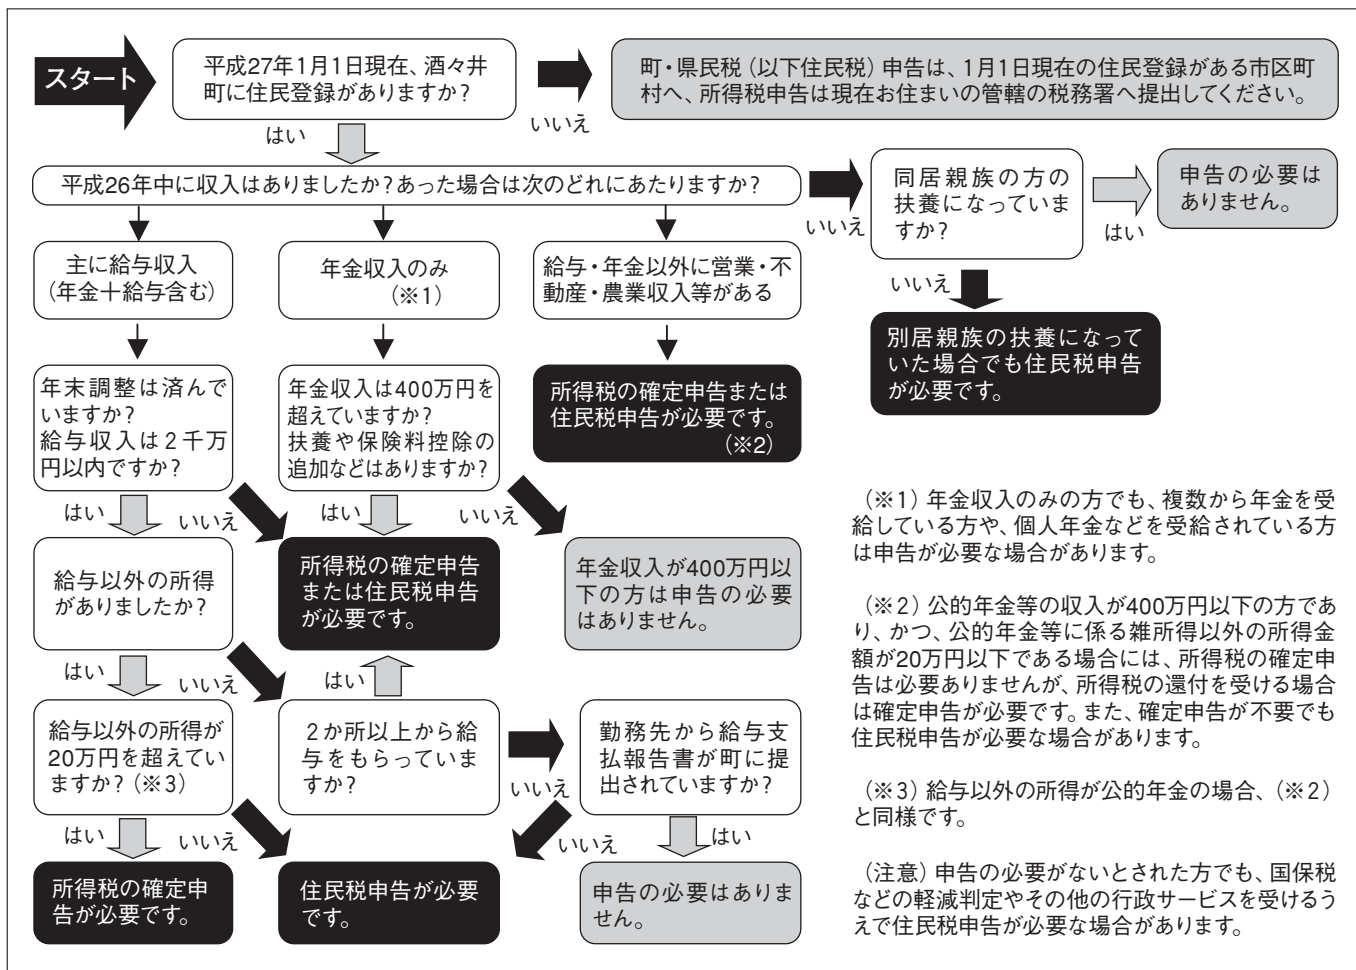 スタート
平成27年1月1日現在、酒々井
町に住民登録がありますか？
いいえ
町・県民税（以下住民税）申告は、1月1日現在の住民登録がある市区町
村へ、所得税申告は現在お住まいの管轄の税務署へ提出してください。
はい
平成26年中に収入はありましたか？あった場合は次のどれにあたりますか？
いいえ
同居親族の方の
扶養になっていま
すか？
はい
申告の必要は
ありません。
いいえ
別居親族の扶養になって
いた場合でも住民税申告
が必要です。
主に給与収入
（年金＋給与含む）
年金収入のみ
（※1）
給与・年金以外に営業・不
動産・農業収入等がある
年末調整は済んで
いますか？
給与収入は２千万
円以内ですか？
年金収入は400万円を
超えていますか？
扶養や保険料控除の
追加などはありますか？
所得税の確定申告または
住民税申告が必要です。
（※2）
はい
いいえ
はい
いいえ
給与以外の所得
がありましたか？
所得税の確定申告
または住民税申告
が必要です。
年金収入が400万円以
下の方は申告の必要
はありません。
はい
いいえ
はい
給与以外の所得が
20万円を超えてい
ますか？（※3）
２か所以上から給
与をもらっていま
すか？
いいえ
勤務先から給与支
払報告書が町に提
出されていますか？
はい
いいえ
いいえ
はい
所得税の確定申
告が必要です。
住民税申告が必要
です。
申告の必要はありま
せん。
（※1）年金収入のみの方でも、複数から年金を受
給している方や、個人年金などを受給されている方
は申告が必要な場合があります。
（※2）公的年金等の収入が400万円以下の方であ
り、かつ、公的年金等に係る雑所得以外の所得金
額が20万円以下である場合には、所得税の確定申
告は必要ありませんが、所得税の還付を受ける場合
は確定申告が必要です。また、確定申告が不要でも
住民税申告が必要な場合があります。
（※3）給与以外の所得が公的年金の場合、（※2）
と同様です。
（注意）申告の必要がないとされた方でも、国保税
などの軽減判定やその他の行政サービスを受けるう
えで住民税申告が必要な場合があります。